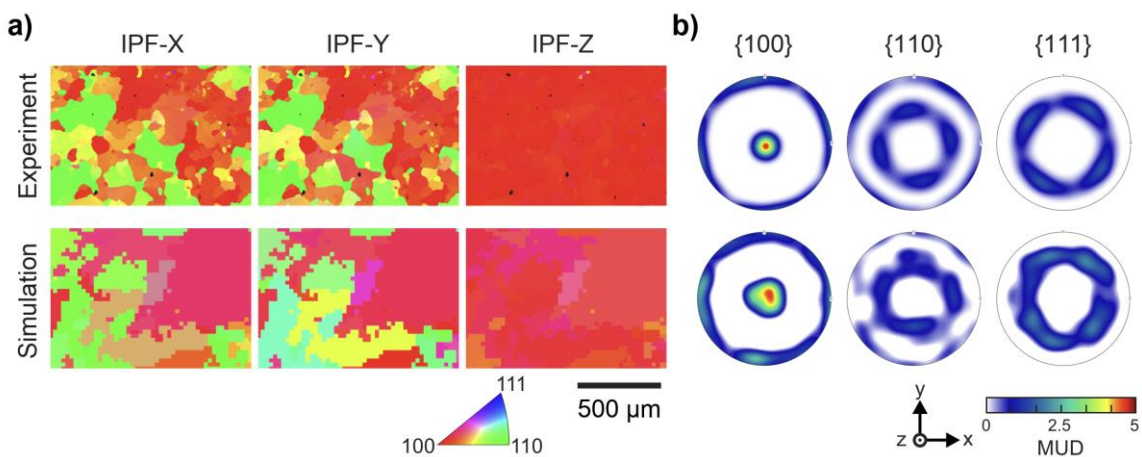 a)
IPF-X IPF-Y IPF-Z
Experiment
Simulation
111
100 110
500 µm
b)
{100} {110} {111}
y
z x
0 2.5 5
MUD